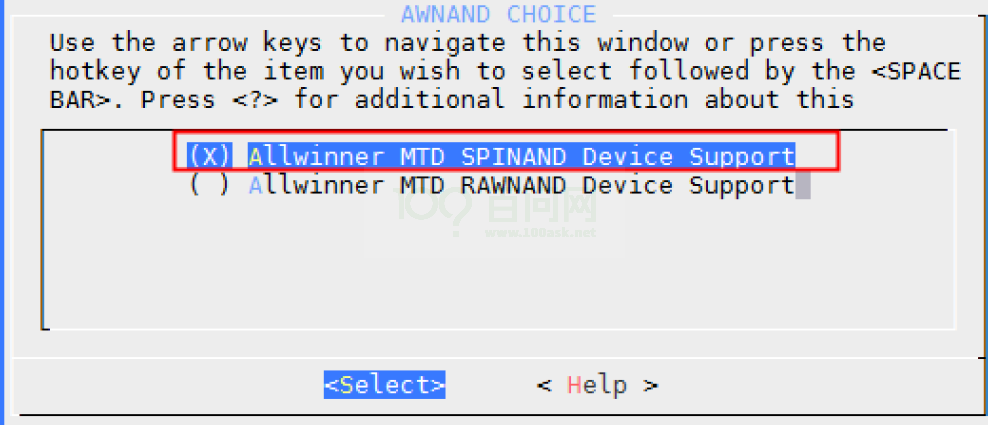 AWNAND CHOICE
Use the arrow keys to navigate this window or press the
hotkey of the item you wish to select followed by the <SPACE
BAR>. Press <?> for additional information about this
(X) Allwinner MTD SPINAND Device Support
( ) Allwinner MTD RAWNAND Device Support
100? 百问网
www.100ask.net
<Select> < Help >